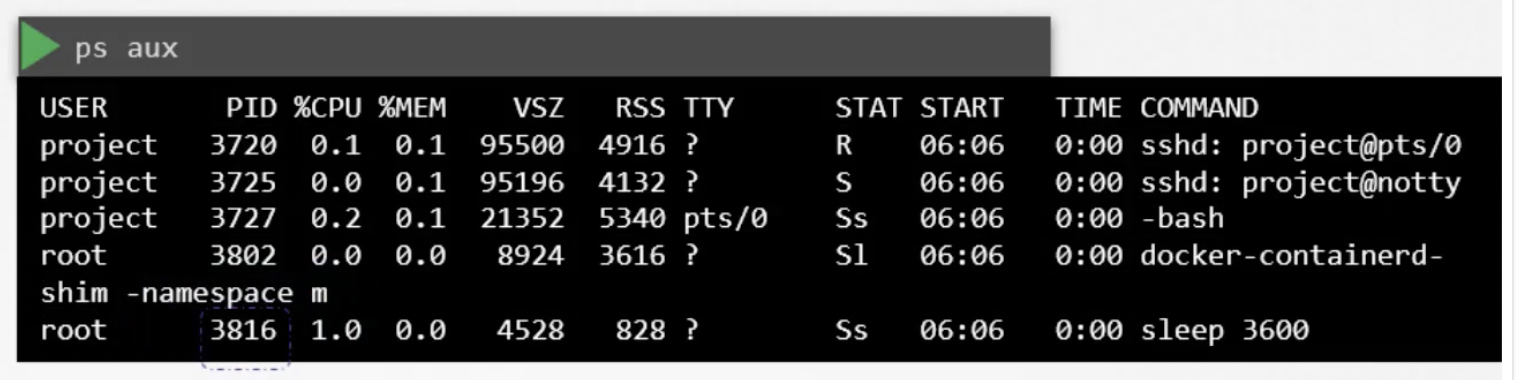 ps aux
USER       PID %CPU %MEM    VSZ   RSS TTY      STAT START   TIME COMMAND
project   3720  0.1  0.1  95500  4916 ?        R    06:06   0:00 sshd: project@pts/0
project   3725  0.0  0.1  95196  4132 ?        S    06:06   0:00 sshd: project@notty
project   3727  0.2  0.1  21352  5340 pts/0    Ss   06:06   0:00 -bash
root      3802  0.0  0.0   8924  3616 ?        Sl   06:06   0:00 docker-containerd-
shim -namespace m
root      3816  1.0  0.0   4528   828 ?        Ss   06:06   0:00 sleep 3600